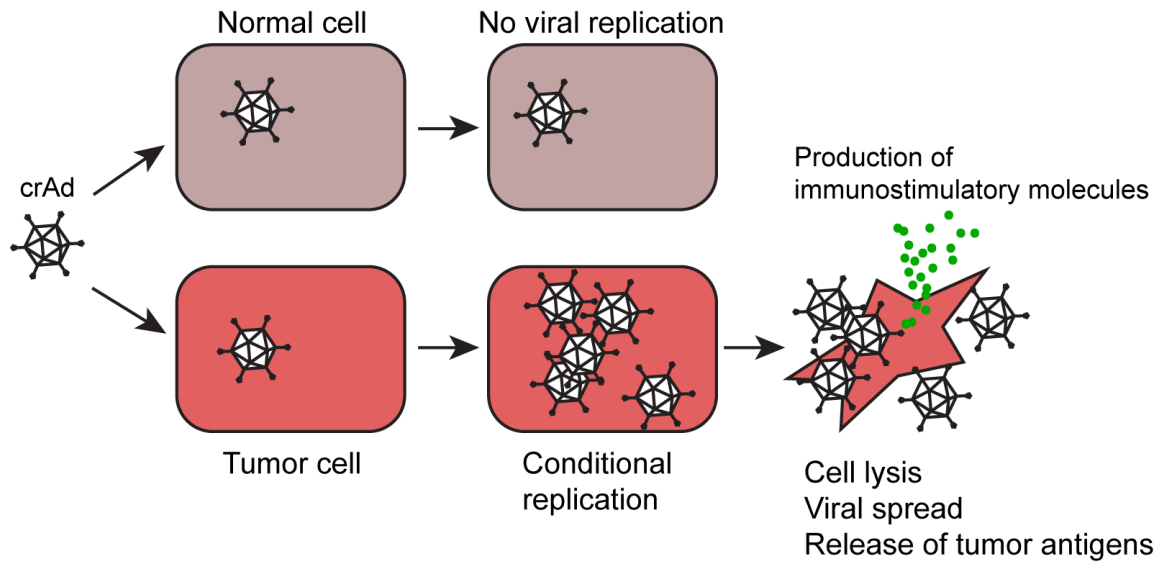 Normal cell
No viral replication
crAd
Production of
immunostimulatory molecules
Tumor cell
Conditional
replication
Cell lysis
Viral spread
Release of tumor antigens